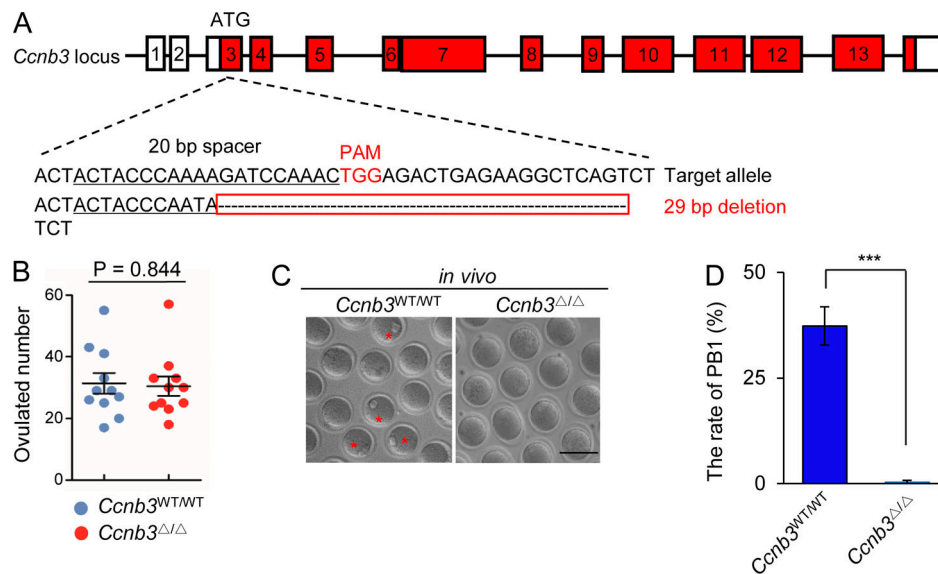 A
ATG
Ccnb3 locus
1 2 3 4 5 6 7 8 9 10 11 12 13
20 bp spacer
PAM
ACTACTACCCAAAAGATCCAAACTGGAGACTGAGAAGGCTCAGTCT Target allele
ACTACTACCCAATA----------------------------------------------------- 29 bp deletion
TCT
B
P = 0.844
Ovulated number
60
40
20
0
Ccnb3WT/WT
Ccnb3△/△
C
in vivo
Ccnb3WT/WT
Ccnb3△/△
* * * *
D
The rate of PB1 (%)
50
25
0
***
Ccnb3WT/WT
Ccnb3△/△